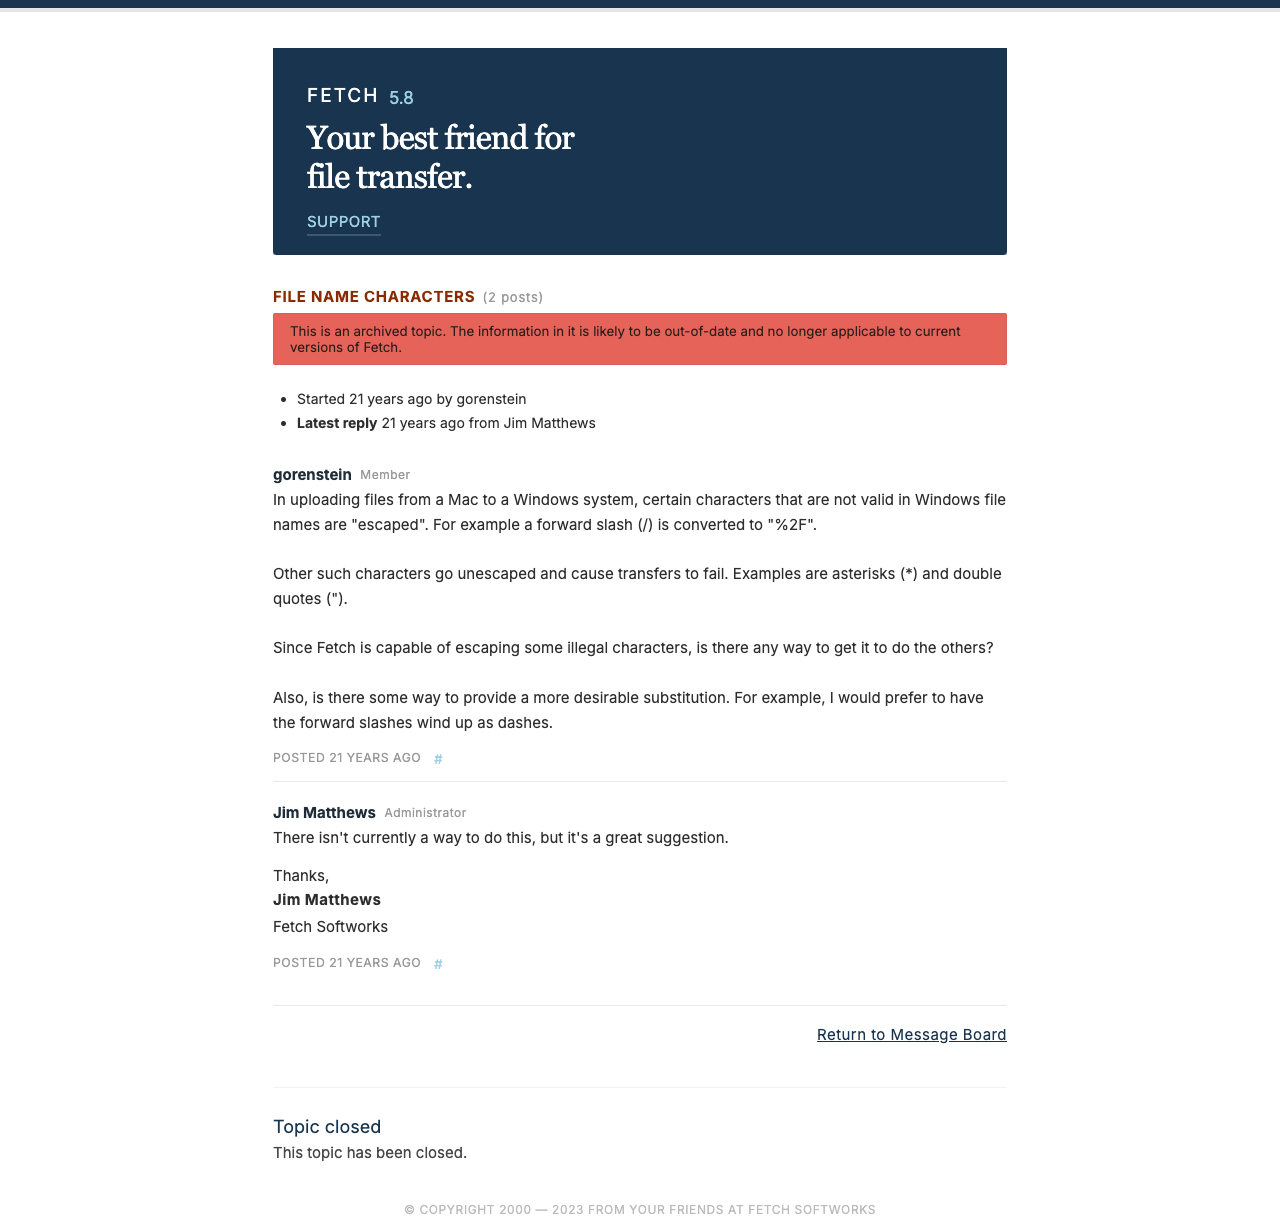 FETCH 5.8
Your best friend for
file transfer.
SUPPORT
FILE NAME CHARACTERS (2 posts)
This is an archived topic. The information in it is likely to be out-of-date and no longer applicable to current
versions of Fetch.
• Started 21 years ago by gorenstein
• Latest reply 21 years ago from Jim Matthews
gorenstein Member
In uploading files from a Mac to a Windows system, certain characters that are not valid in Windows file
names are "escaped". For example a forward slash (/) is converted to "%2F".
Other such characters go unescaped and cause transfers to fail. Examples are asterisks (*) and double
quotes (").
Since Fetch is capable of escaping some illegal characters, is there any way to get it to do the others?
Also, is there some way to provide a more desirable substitution. For example, I would prefer to have
the forward slashes wind up as dashes.
POSTED 21 YEARS AGO #
Jim Matthews Administrator
There isn't currently a way to do this, but it's a great suggestion.
Thanks,
Jim Matthews
Fetch Softworks
POSTED 21 YEARS AGO #
Return to Message Board
Topic closed
This topic has been closed.
© COPYRIGHT 2000 — 2023 FROM YOUR FRIENDS AT FETCH SOFTWORKS